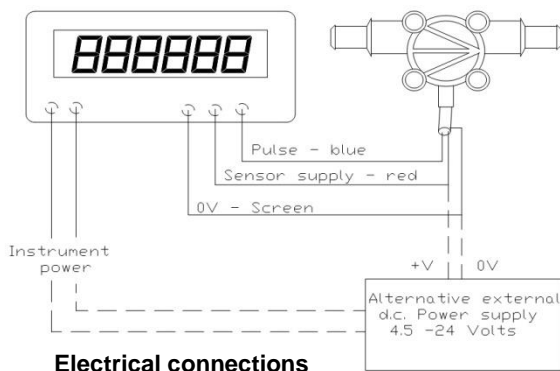 888888
Pulse - blue
Sensor supply - red
0V - Screen
Instrument
power
+V 0V
Alternative external
d.c. Power supply
4.5 -24 Volts
Electrical connections